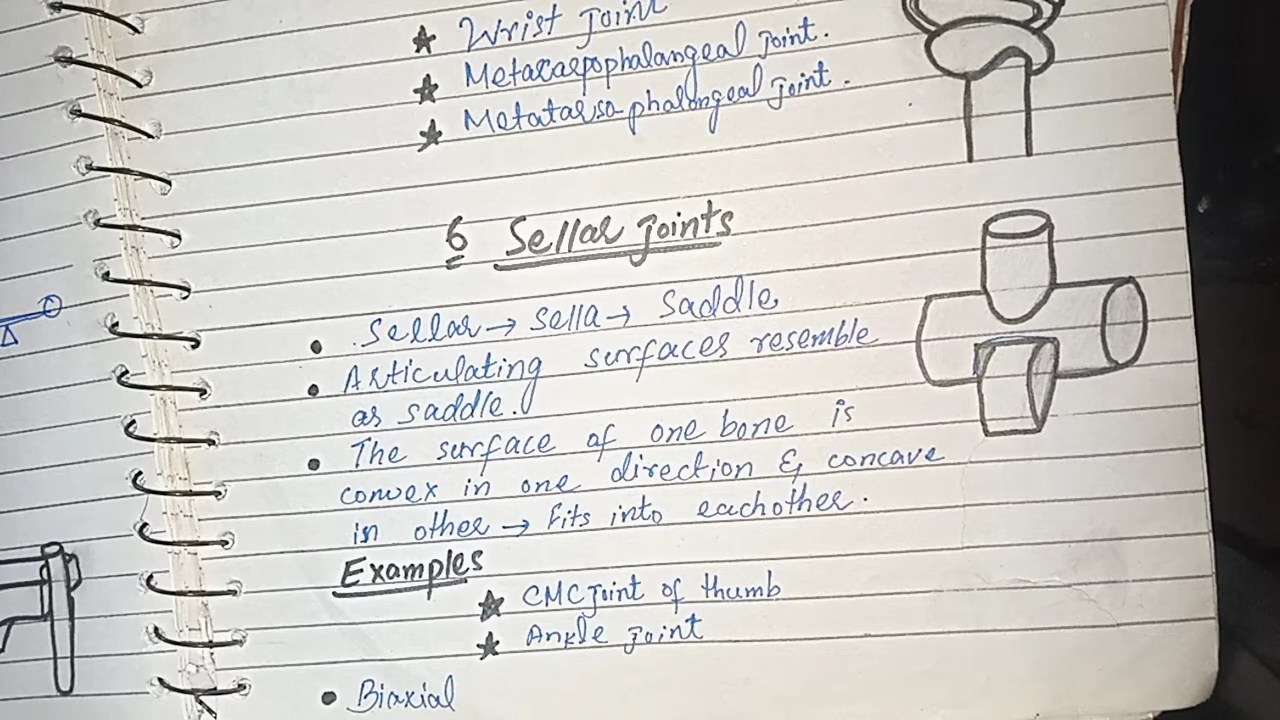 ★ Wrist Joint
★ Metacarpophalangeal Joint.
★ Metatarso-phalangeal Joint.
6 Sellar Joints
• Sellar → Sella → Saddle
• Articulating surfaces resemble
as saddle.
• The surface of one bone is
convex in one direction & concave
in other → Fits into eachother.
Examples
★ CMC Joint of thumb
★ Ankle Joint
• Biaxial